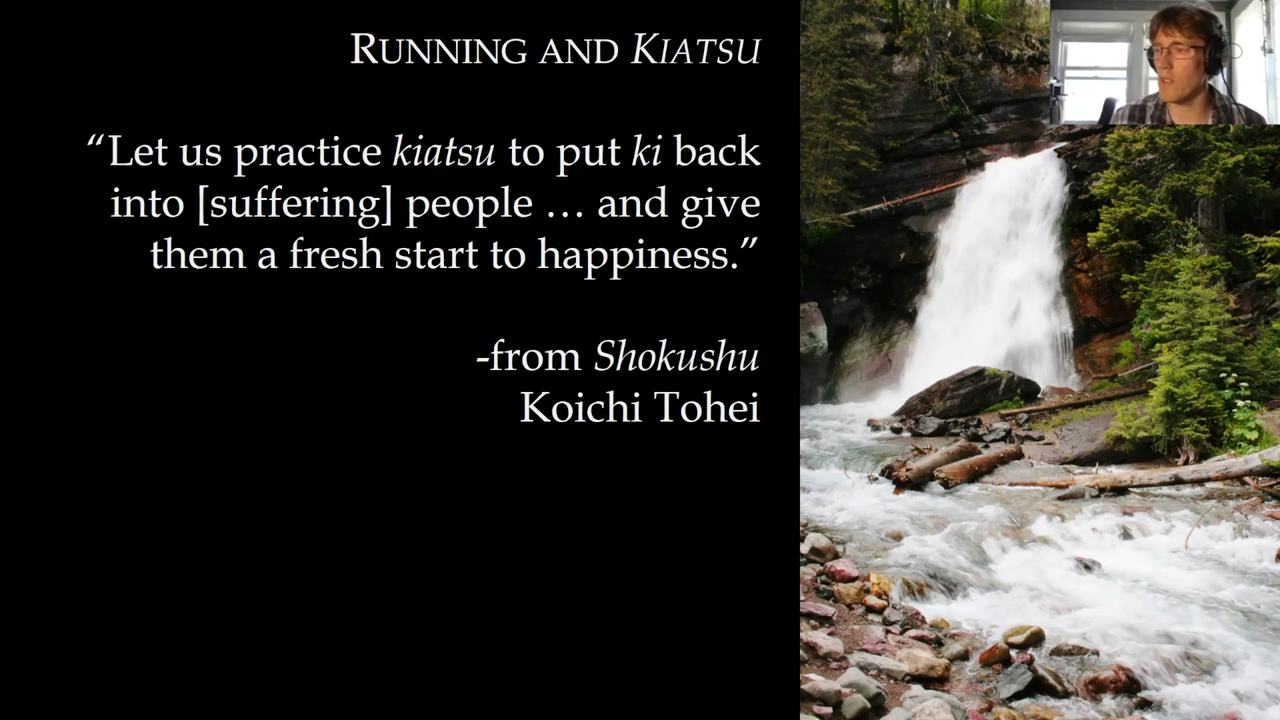 RUNNING AND KIATSU
“Let us practice kiatsu to put ki back
into [suffering] people … and give
them a fresh start to happiness.”
-from Shokushu
Koichi Tohei